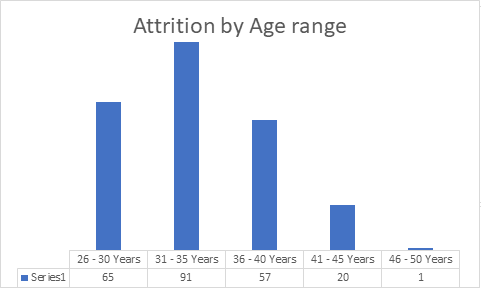 Attrition by Age range
26 - 30 Years 31 - 35 Years 36 - 40 Years 41 - 45 Years 46 - 50 Years
Series1 65 91 57 20 1